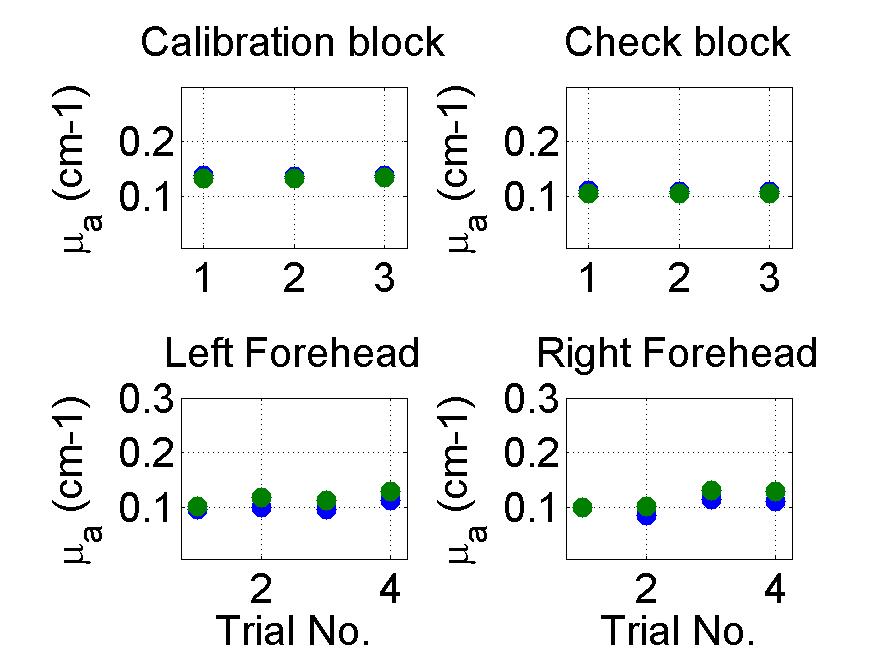 Calibration block
μa (cm-1)
0.2
0.1
1 2 3
Check block
μa (cm-1)
0.2
0.1
1 2 3
Left Forehead
μa (cm-1)
0.3
0.2
0.1
2 4
Trial No.
Right Forehead
μa (cm-1)
0.3
0.2
0.1
2 4
Trial No.